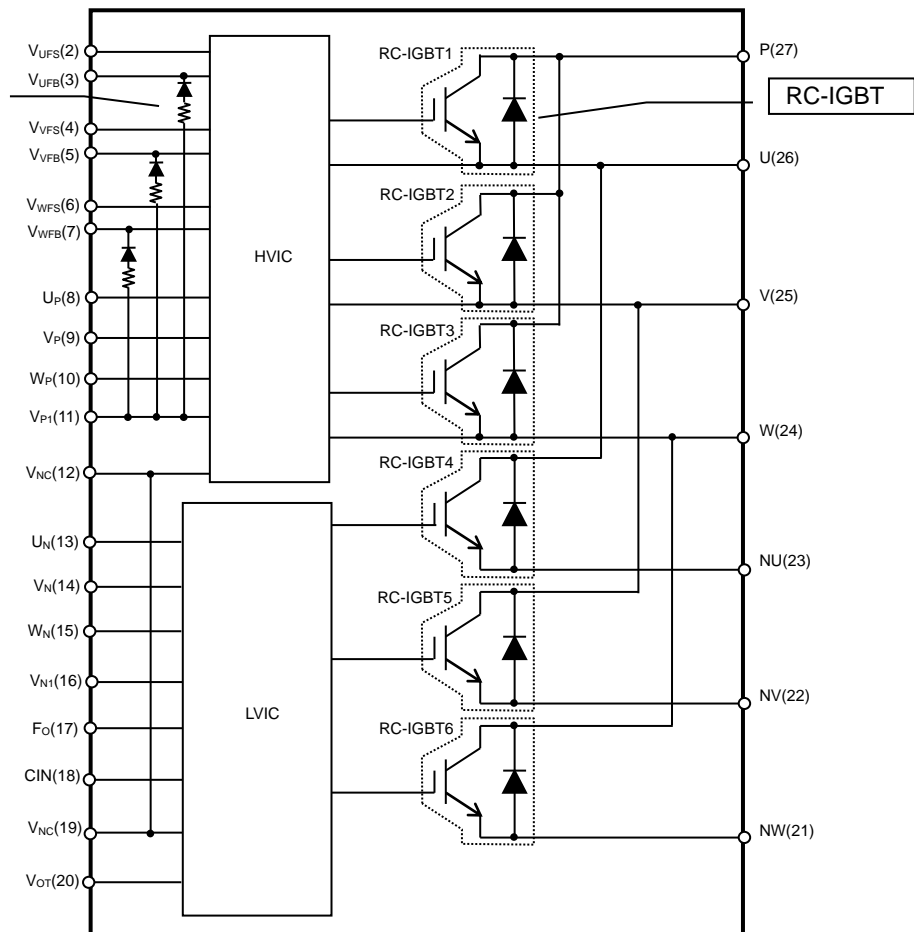 VUFS(2)
VUFB(3)
VVFS(4)
VVFB(5)
VWFS(6)
VWFB(7)
UP(8)
VP(9)
WP(10)
VP1(11)
VNC(12)
UN(13)
VN(14)
WN(15)
VN1(16)
FO(17)
CIN(18)
VNC(19)
VOT(20)
HVIC
LVIC
RC-IGBT1
RC-IGBT2
RC-IGBT3
RC-IGBT4
RC-IGBT5
RC-IGBT6
P(27)
RC-IGBT
U(26)
V(25)
W(24)
NU(23)
NV(22)
NW(21)